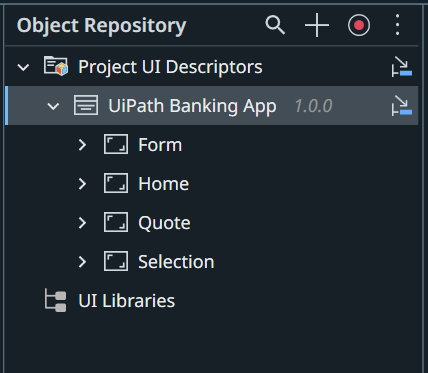 Object Repository
Project UI Descriptors
UiPath Banking App 1.0.0
Form
Home
Quote
Selection
UI Libraries